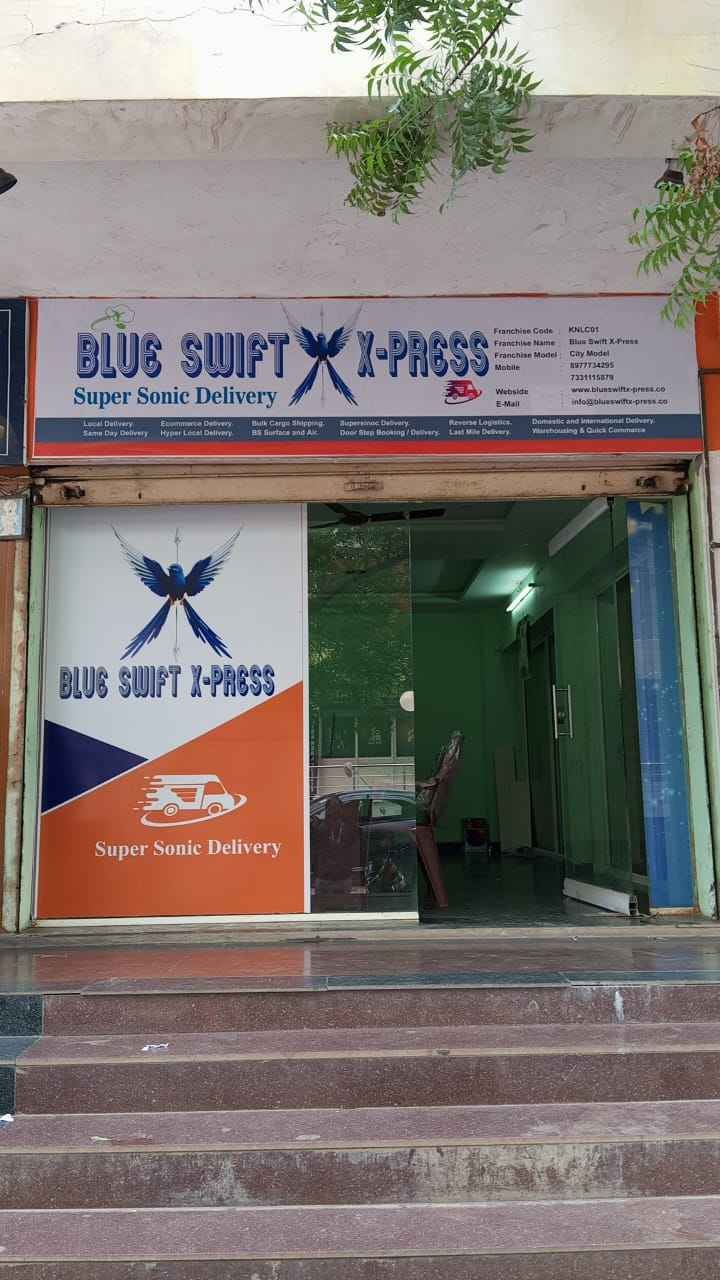 BLUE SWIFT X-PRESS
Super Sonic Delivery
Franchise Code : KNLC01
Franchise Name : Blue Swift X-Press
Franchise Model : City Model
Mobile : 8977734295
7331115879
Webside : www.blueswiftx-press.co
E-Mail : info@blueswiftx-press.co
Local Delivery. Ecommerce Delivery. Bulk Cargo Shipping. Supersinoc Delivery. Reverse Logistics. Domestic and International Delivery.
Same Day Delivery Hyper Local Delivery. BS Surface and Air. Door Step Booking / Delivery. Last Mile Delivery. Warehousing & Quick Commerce
BLUE SWIFT X-PRESS
Super Sonic Delivery